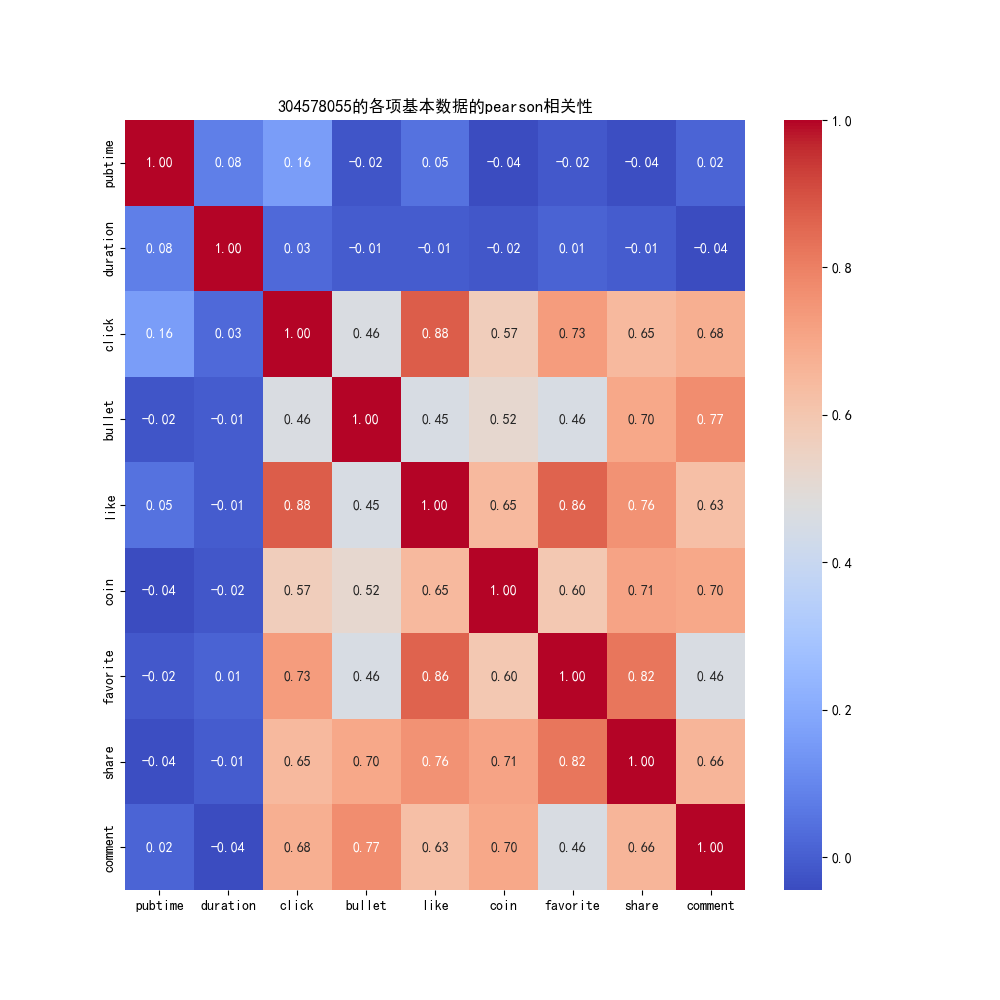 304578055的各项基本数据的pearson相关性
pubtime 1.00 0.08 0.16 -0.02 0.05 -0.04 -0.02 -0.04 0.02
duration 0.08 1.00 0.03 -0.01 -0.01 -0.02 0.01 -0.01 -0.04
click 0.16 0.03 1.00 0.46 0.88 0.57 0.73 0.65 0.68
bullet -0.02 -0.01 0.46 1.00 0.45 0.52 0.46 0.70 0.77
like 0.05 -0.01 0.88 0.45 1.00 0.65 0.86 0.76 0.63
coin -0.04 -0.02 0.57 0.52 0.65 1.00 0.60 0.71 0.70
favorite -0.02 0.01 0.73 0.46 0.86 0.60 1.00 0.82 0.46
share -0.04 -0.01 0.65 0.70 0.76 0.71 0.82 1.00 0.66
comment 0.02 -0.04 0.68 0.77 0.63 0.70 0.46 0.66 1.00
pubtime duration click bullet like coin favorite share comment
1.0
0.8
0.6
0.4
0.2
0.0